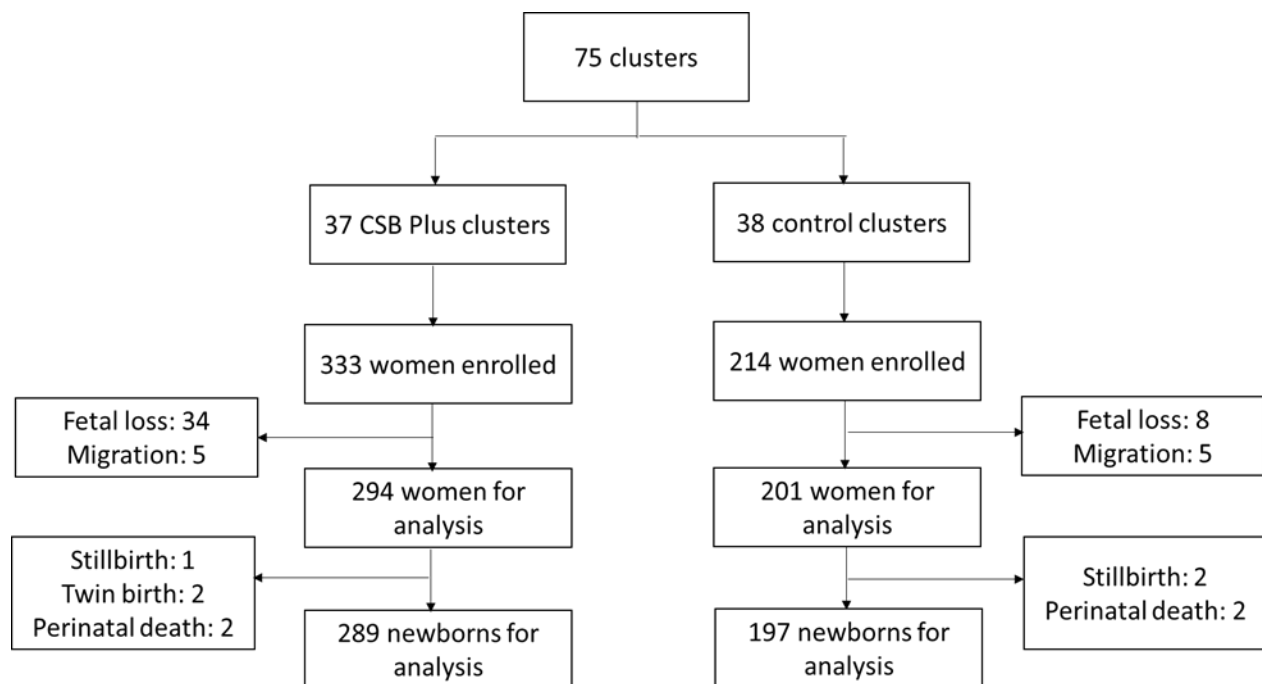 75 clusters
37 CSB Plus clusters
38 control clusters
333 women enrolled
214 women enrolled
Fetal loss: 34
Migration: 5
Fetal loss: 8
Migration: 5
294 women for
analysis
201 women for
analysis
Stillbirth: 1
Twin birth: 2
Perinatal death: 2
Stillbirth: 2
Perinatal death: 2
289 newborns for
analysis
197 newborns for
analysis